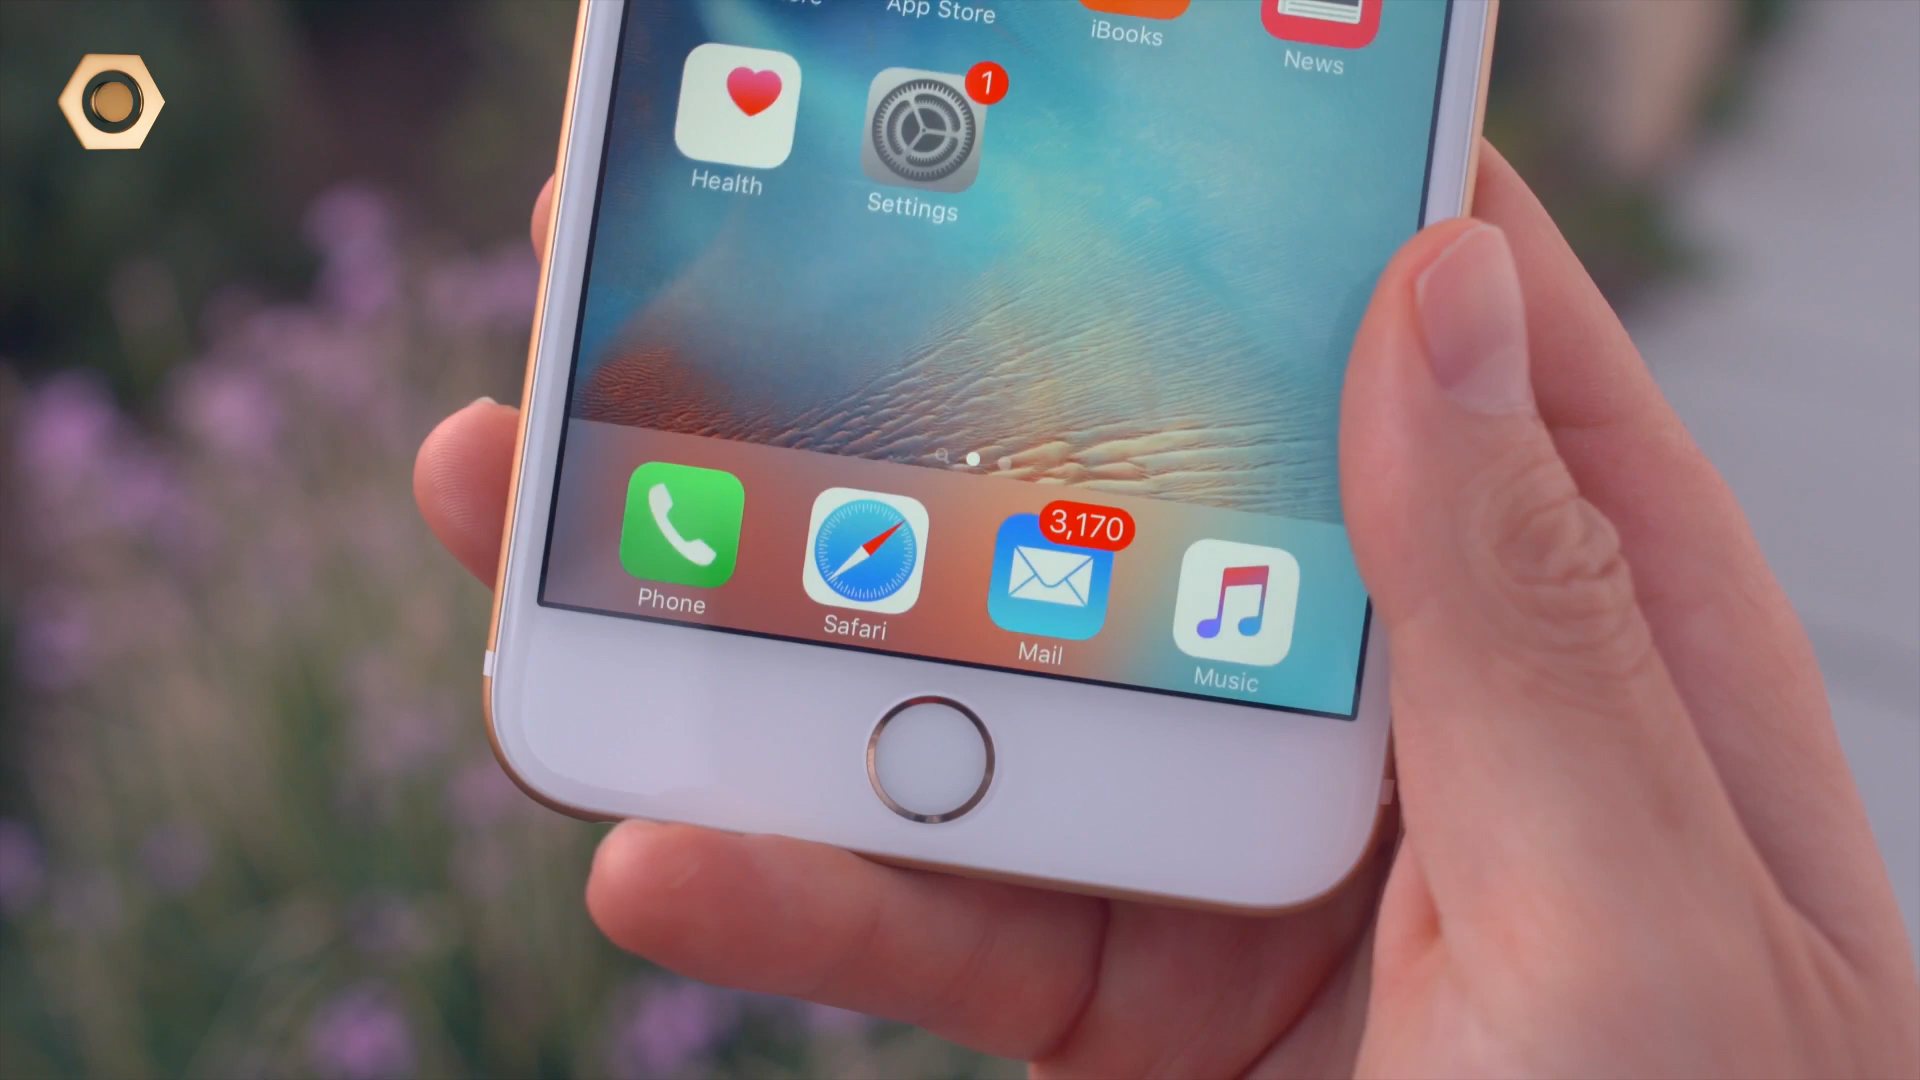 App Store
iBooks
News
Health
1
Settings
3,170
Phone
Safari
Mail
Music